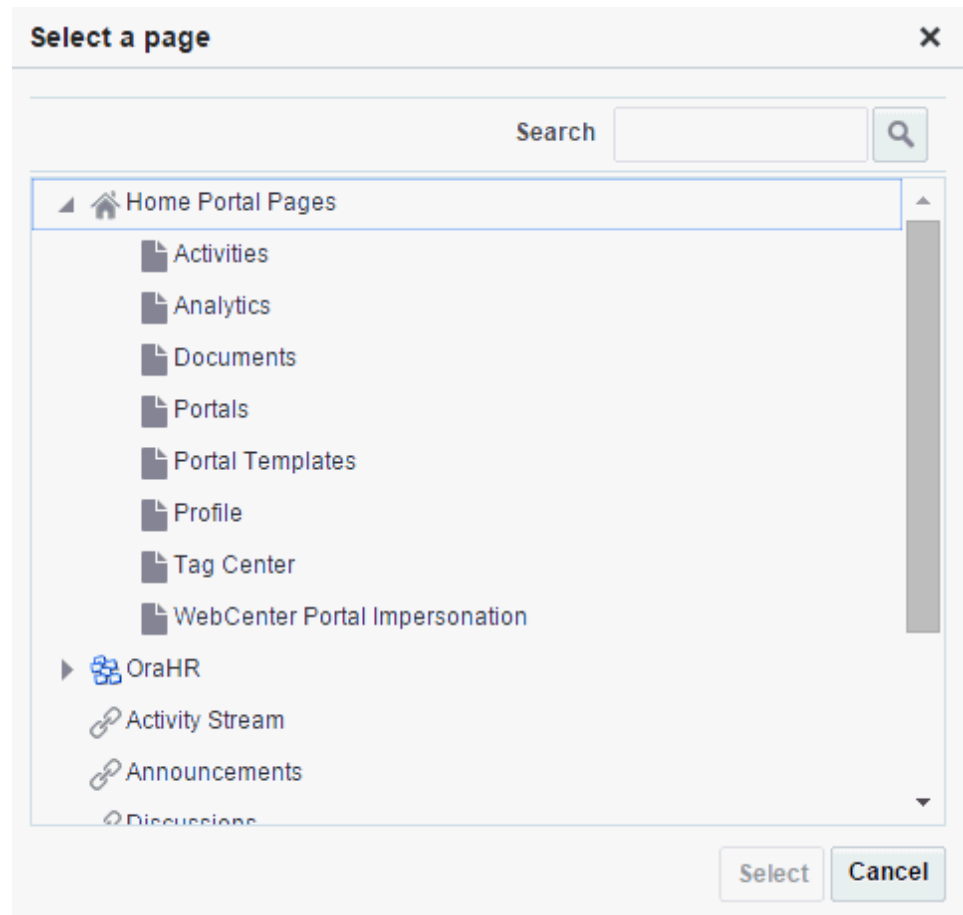 Select a page
Search
Home Portal Pages
Activities
Analytics
Documents
Portals
Portal Templates
Profile
Tag Center
WebCenter Portal Impersonation
OraHR
Activity Stream
Announcements
Discussions
Select Cancel